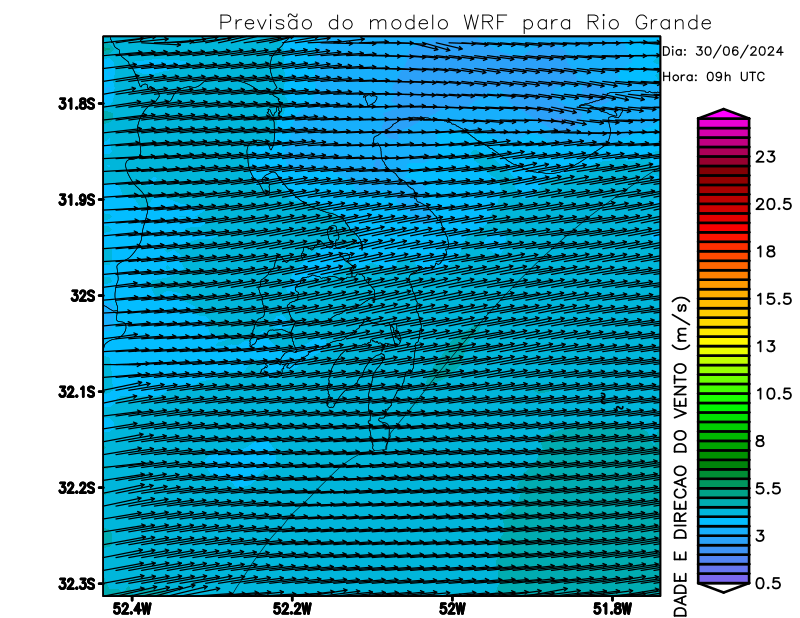 Previsão do modelo WRF para Rio Grande
Dia: 30/06/2024
Hora: 09h UTC
31.8S
31.9S
32S
32.1S
32.2S
32.3S
52.4W
52.2W
52W
51.8W
DADE E DIRECAO DO VENTO (m/s)
23
20.5
18
15.5
13
10.5
8
5.5
3
0.5